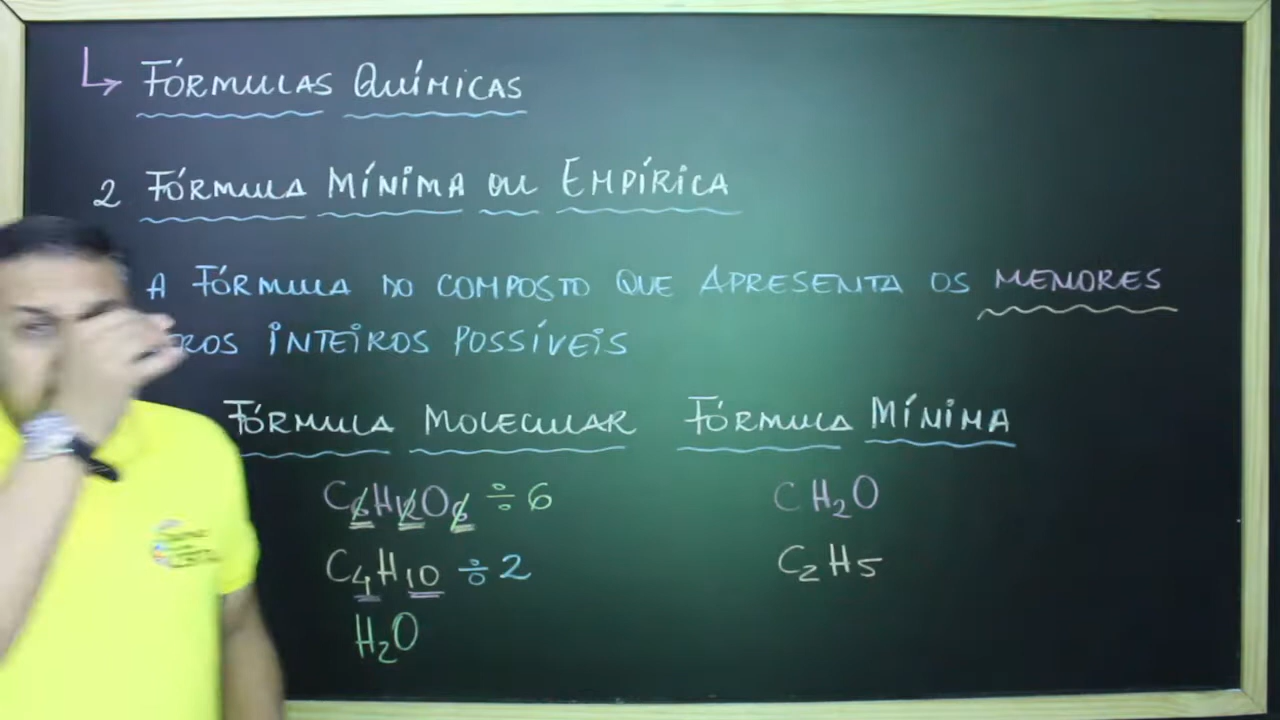 ↳ FÓRMULAS QUÍMICAS
2 FÓRMULA MÍNIMA OU EMPÍRICA
A FÓRMULA DO COMPOSTO QUE APRESENTA OS MENORES
INTEIROS POSSÍVEIS
FÓRMULA MOLECULAR FÓRMULA MÍNIMA
C6H12O6 ÷ 6 CH2O
C4H10 ÷ 2 C2H5
H2O